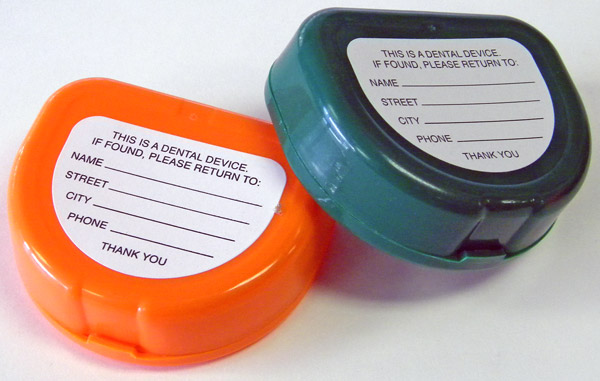 THIS IS A DENTAL DEVICE.
IF FOUND, PLEASE RETURN TO:
NAME
STREET
CITY
PHONE
THANK YOU
THIS IS A DENTAL DEVICE.
IF FOUND, PLEASE RETURN TO:
NAME
STREET
CITY
PHONE
THANK YOU